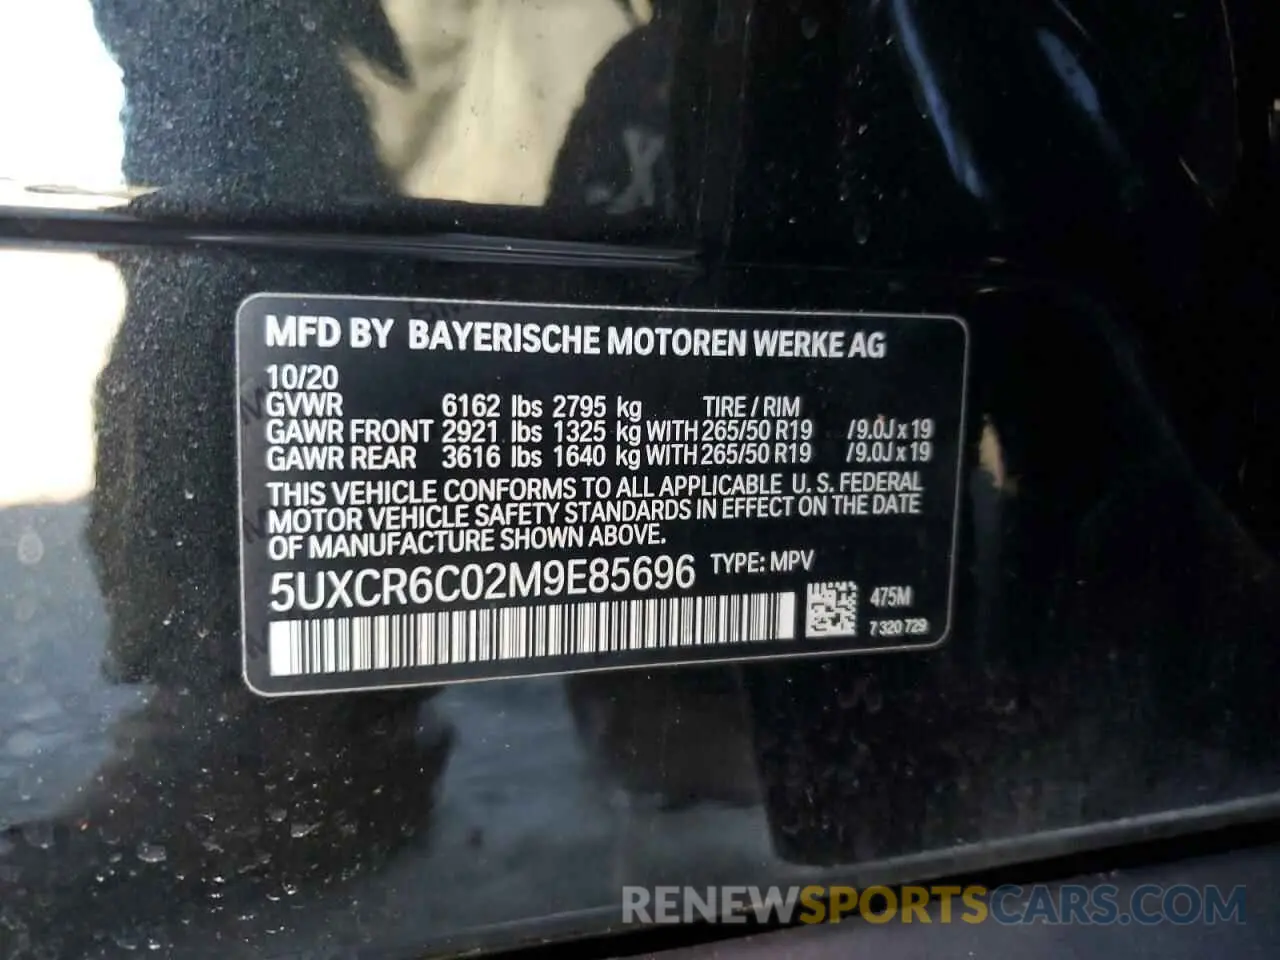 MFD BY BAYERISCHE MOTOREN WERKE AG
10/20
GVWR 6162 lbs 2795 kg TIRE / RIM
GAWR FRONT 2921 lbs 1325 kg WITH 265/50 R19 /9.0J x 19
GAWR REAR 3616 lbs 1640 kg WITH 265/50 R19 /9.0J x 19
THIS VEHICLE CONFORMS TO ALL APPLICABLE U. S. FEDERAL
MOTOR VEHICLE SAFETY STANDARDS IN EFFECT ON THE DATE
OF MANUFACTURE SHOWN ABOVE.
5UXCR6C02M9E85696 TYPE: MPV
475M
7 320 729
RENEWSPORTSCARS.COM